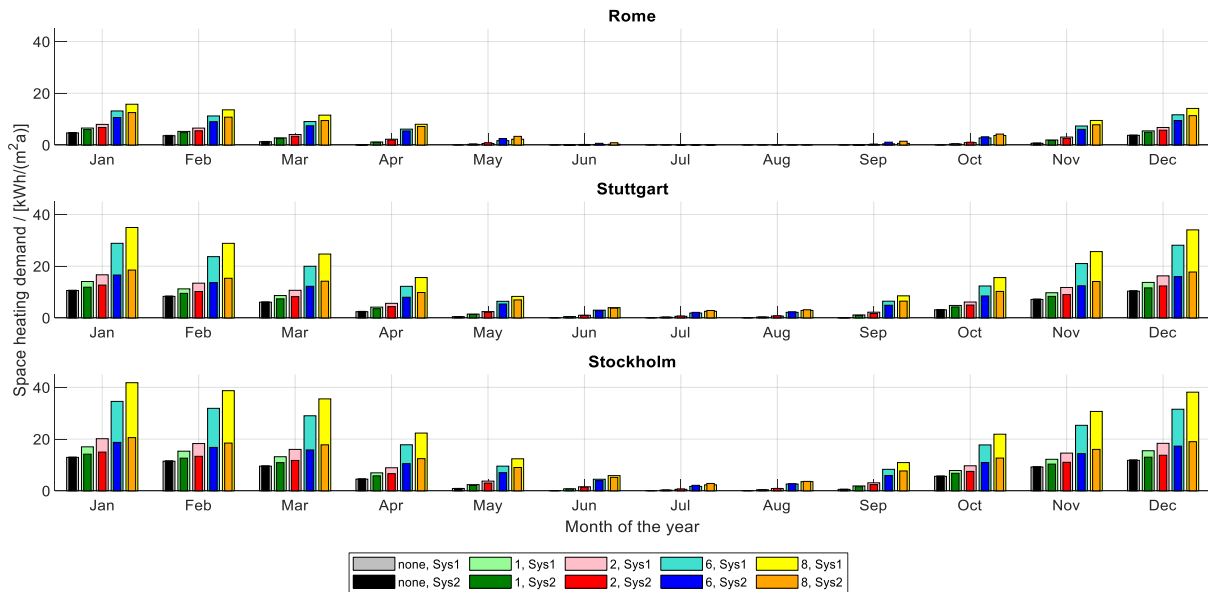 Rome
40
20
0
Jan Feb Mar Apr May Jun Jul Aug Sep Oct Nov Dec
Stuttgart
40
20
0
Jan Feb Mar Apr May Jun Jul Aug Sep Oct Nov Dec
Stockholm
40
20
0
Jan Feb Mar Apr May Jun Jul Aug Sep Oct Nov Dec
Space heating demand / [kWh/(m²a)]
Month of the year
none, Sys1 1, Sys1 2, Sys1 6, Sys1 8, Sys1
none, Sys2 1, Sys2 2, Sys2 6, Sys2 8, Sys2